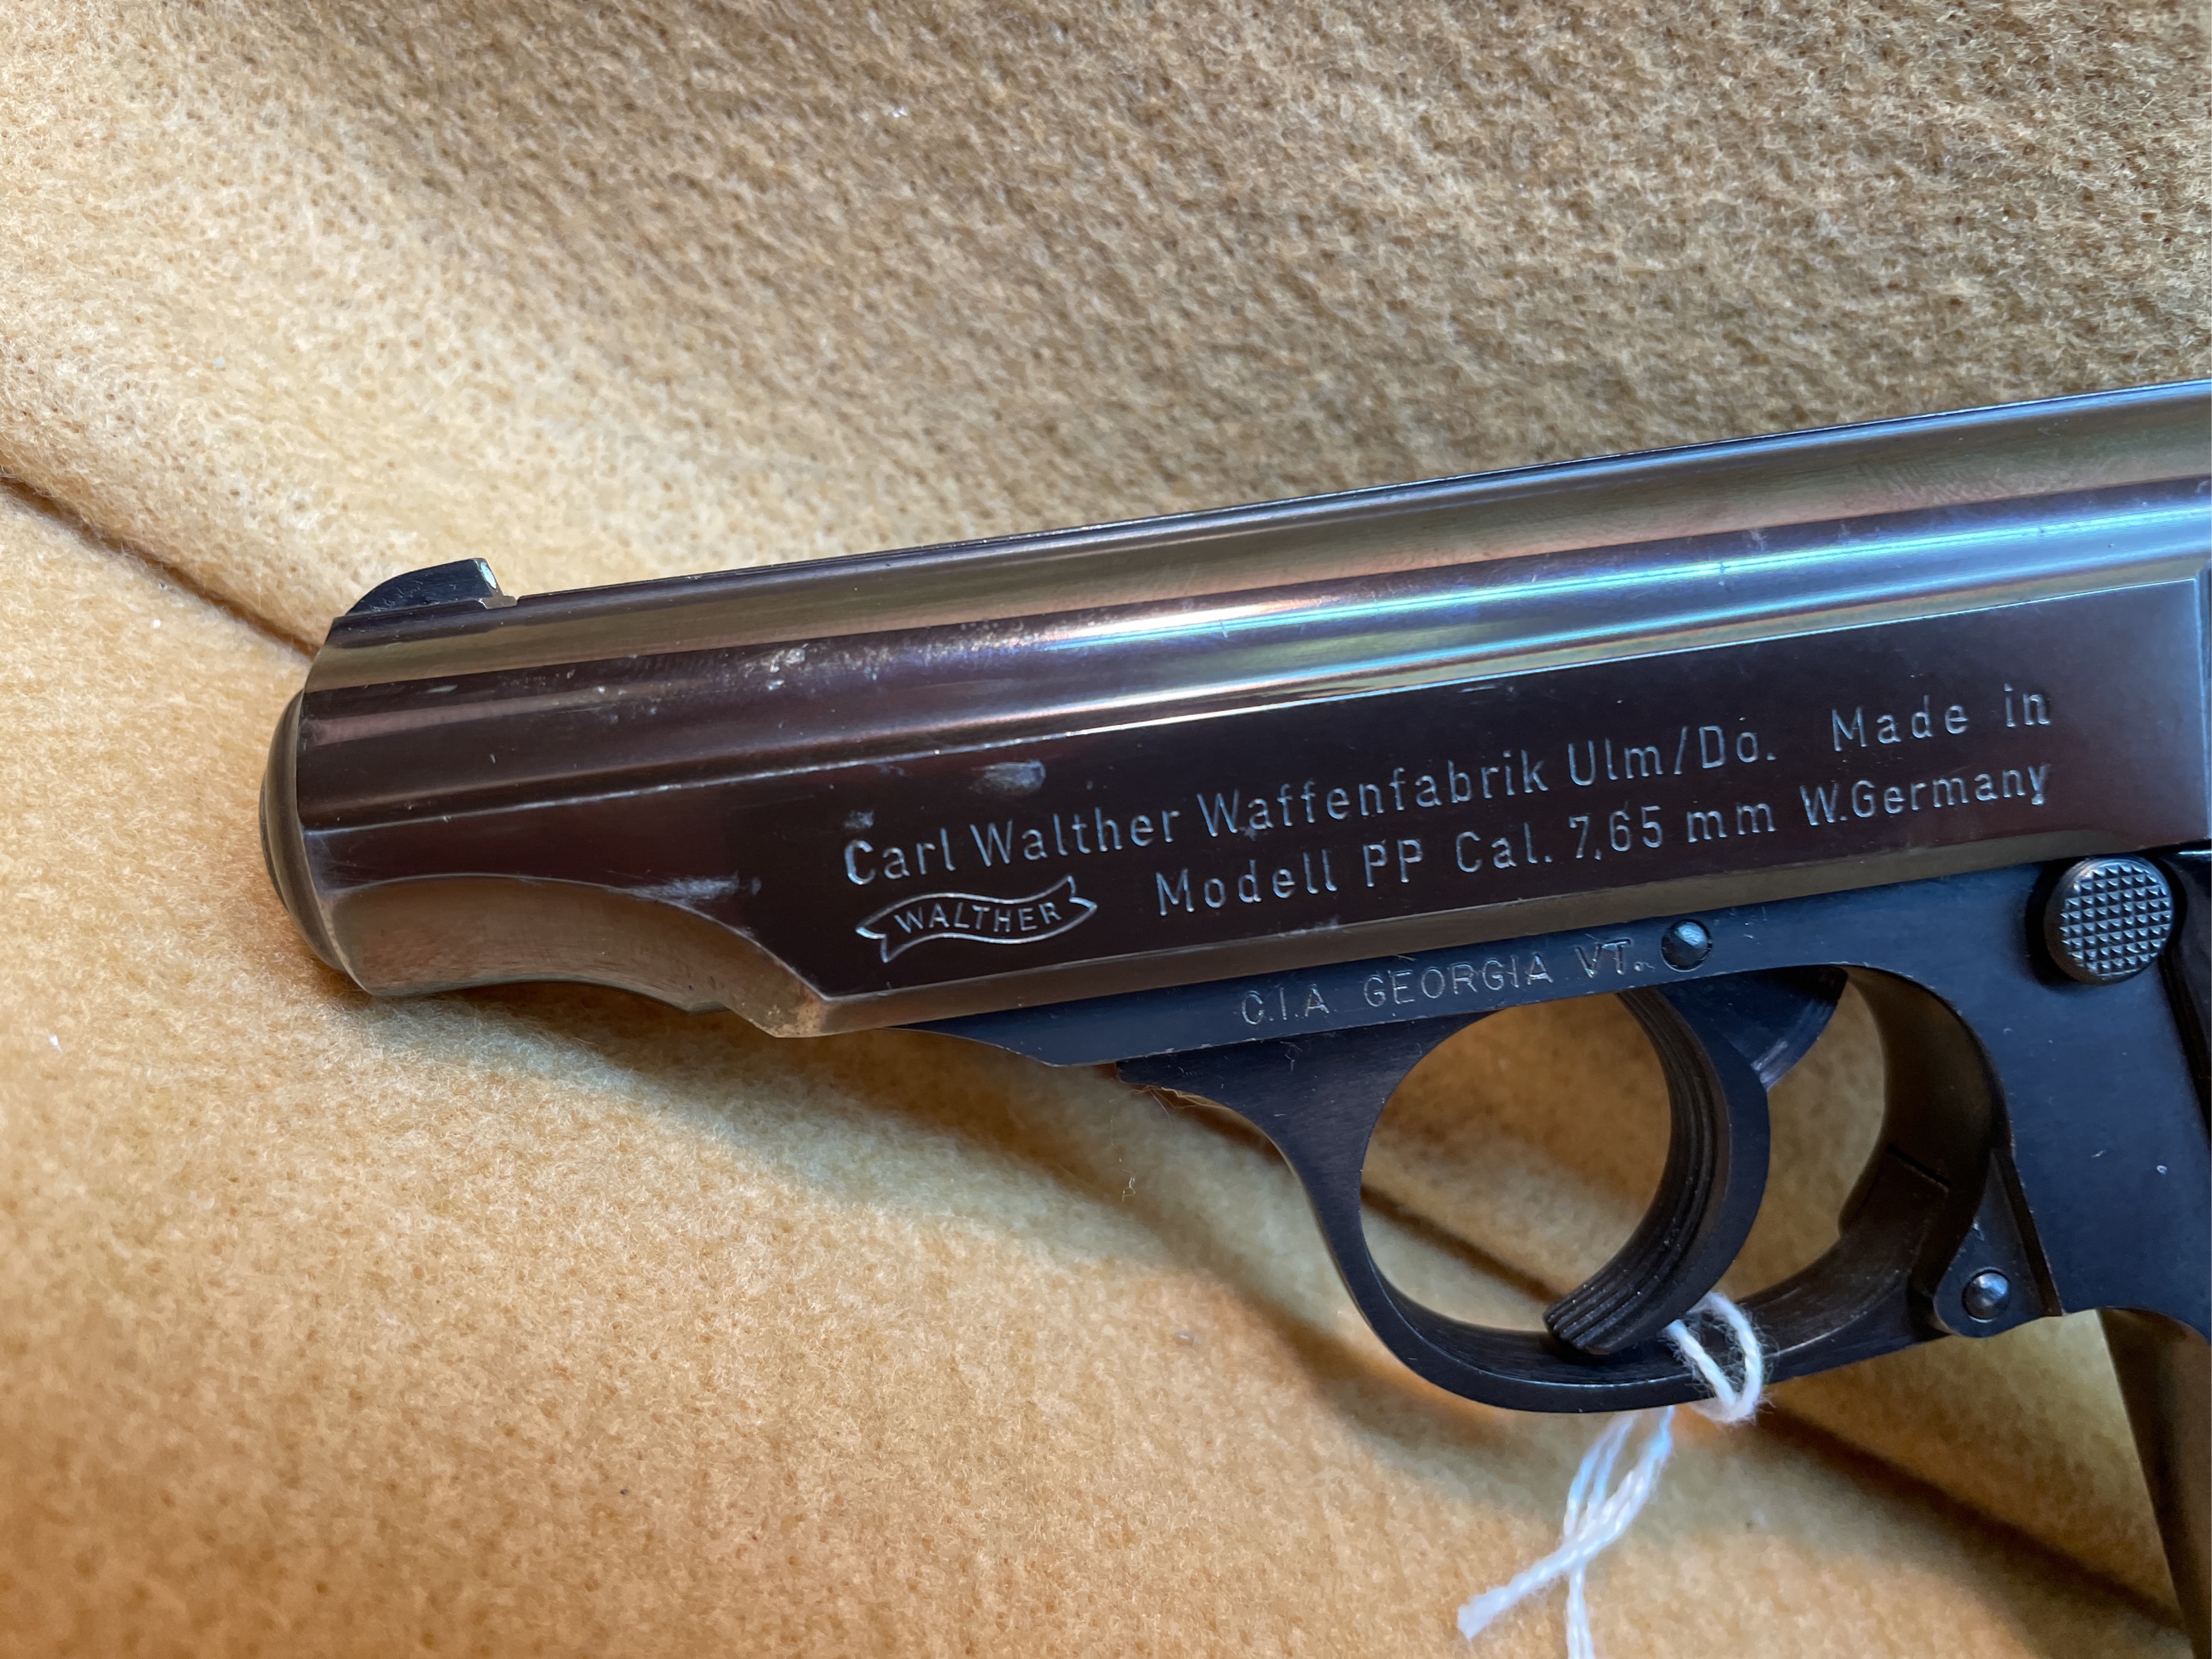 Carl Walther Waffenfabrik Ulm/Do. Made in
WALTHER Modell PP Cal. 7,65 mm W.Germany
C.I.A GEORGIA VT.